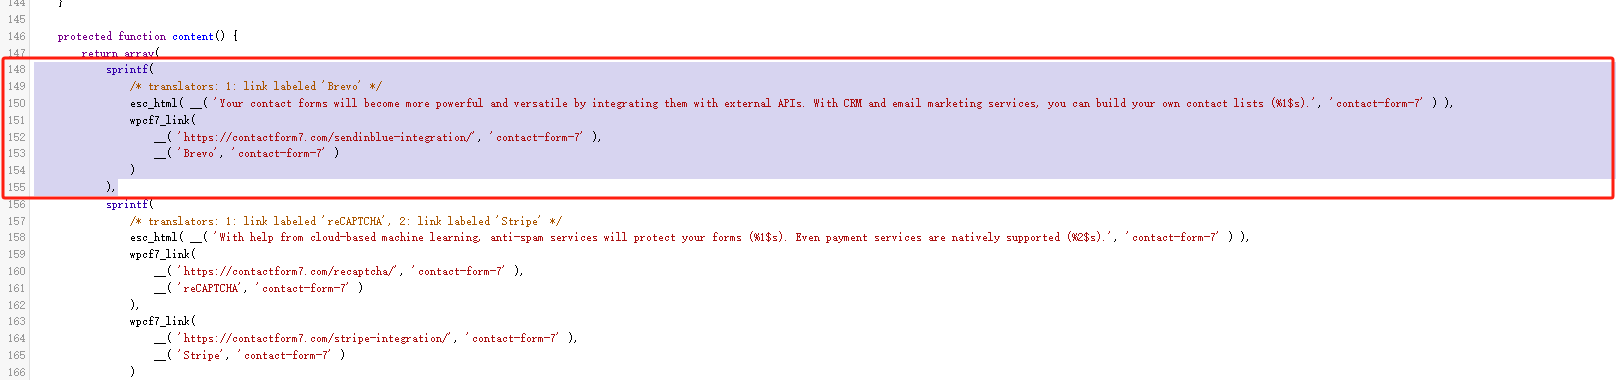 144 }
145
146 protected function content() {
147 return array(
148 sprintf(
149 /* translators: 1: link labeled 'Brevo' */
150 esc_html( __( 'Your contact forms will become more powerful and versatile by integrating them with external APIs. With CRM and email marketing services, you can build your own contact lists (%1$s).', 'contact-form-7' ) ),
151 wpcf7_link(
152 __( 'https://contactform7.com/sendinblue-integration/', 'contact-form-7' ),
153 __( 'Brevo', 'contact-form-7' )
154 )
155 ),
156 sprintf(
157 /* translators: 1: link labeled 'reCAPTCHA', 2: link labeled 'Stripe' */
158 esc_html( __( 'With help from cloud-based machine learning, anti-spam services will protect your forms (%1$s). Even payment services are natively supported (%2$s).', 'contact-form-7' ) ),
159 wpcf7_link(
160 __( 'https://contactform7.com/recaptcha/', 'contact-form-7' ),
161 __( 'reCAPTCHA', 'contact-form-7' )
162 ),
163 wpcf7_link(
164 __( 'https://contactform7.com/stripe-integration/', 'contact-form-7' ),
165 __( 'Stripe', 'contact-form-7' )
166 )